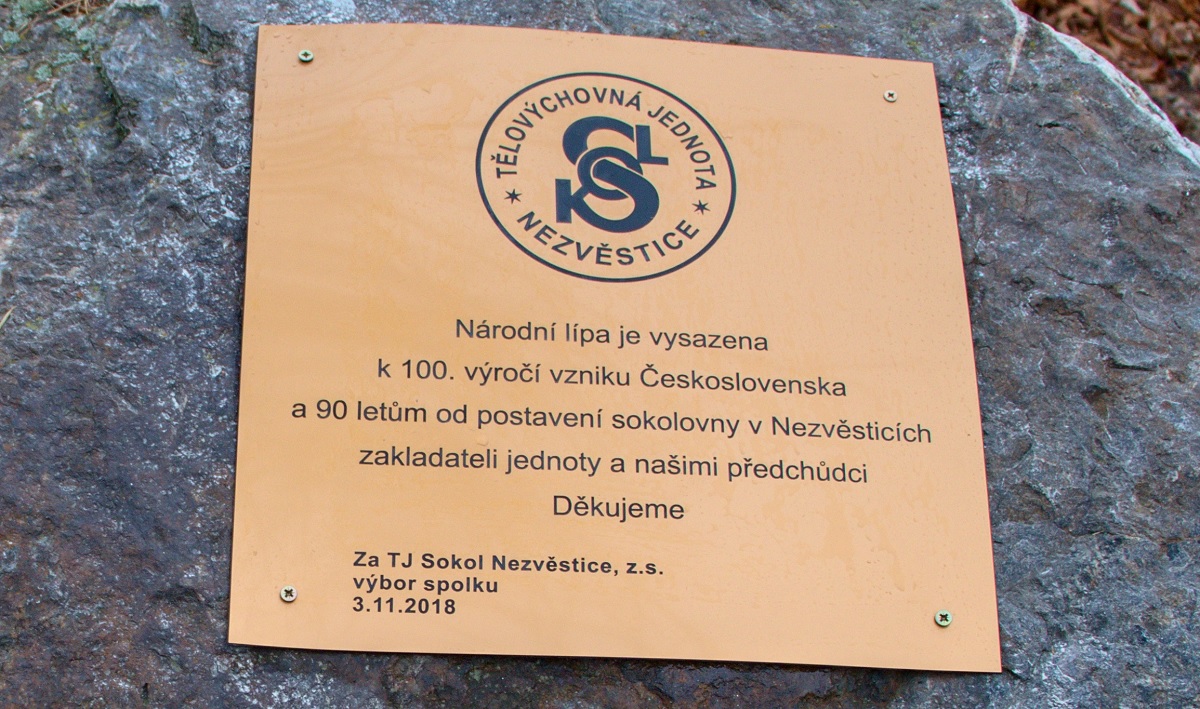 TĚLOVÝCHOVNÁ JEDNOTA
SOKOL
* NEZVĚSTICE *
Národní lípa je vysazena
k 100. výročí vzniku Československa
a 90 letům od postavení sokolovny v Nezvěsticích
zakladateli jednoty a našimi předchůdci
Děkujeme
Za TJ Sokol Nezvěstice, z.s.
výbor spolku
3.11.2018